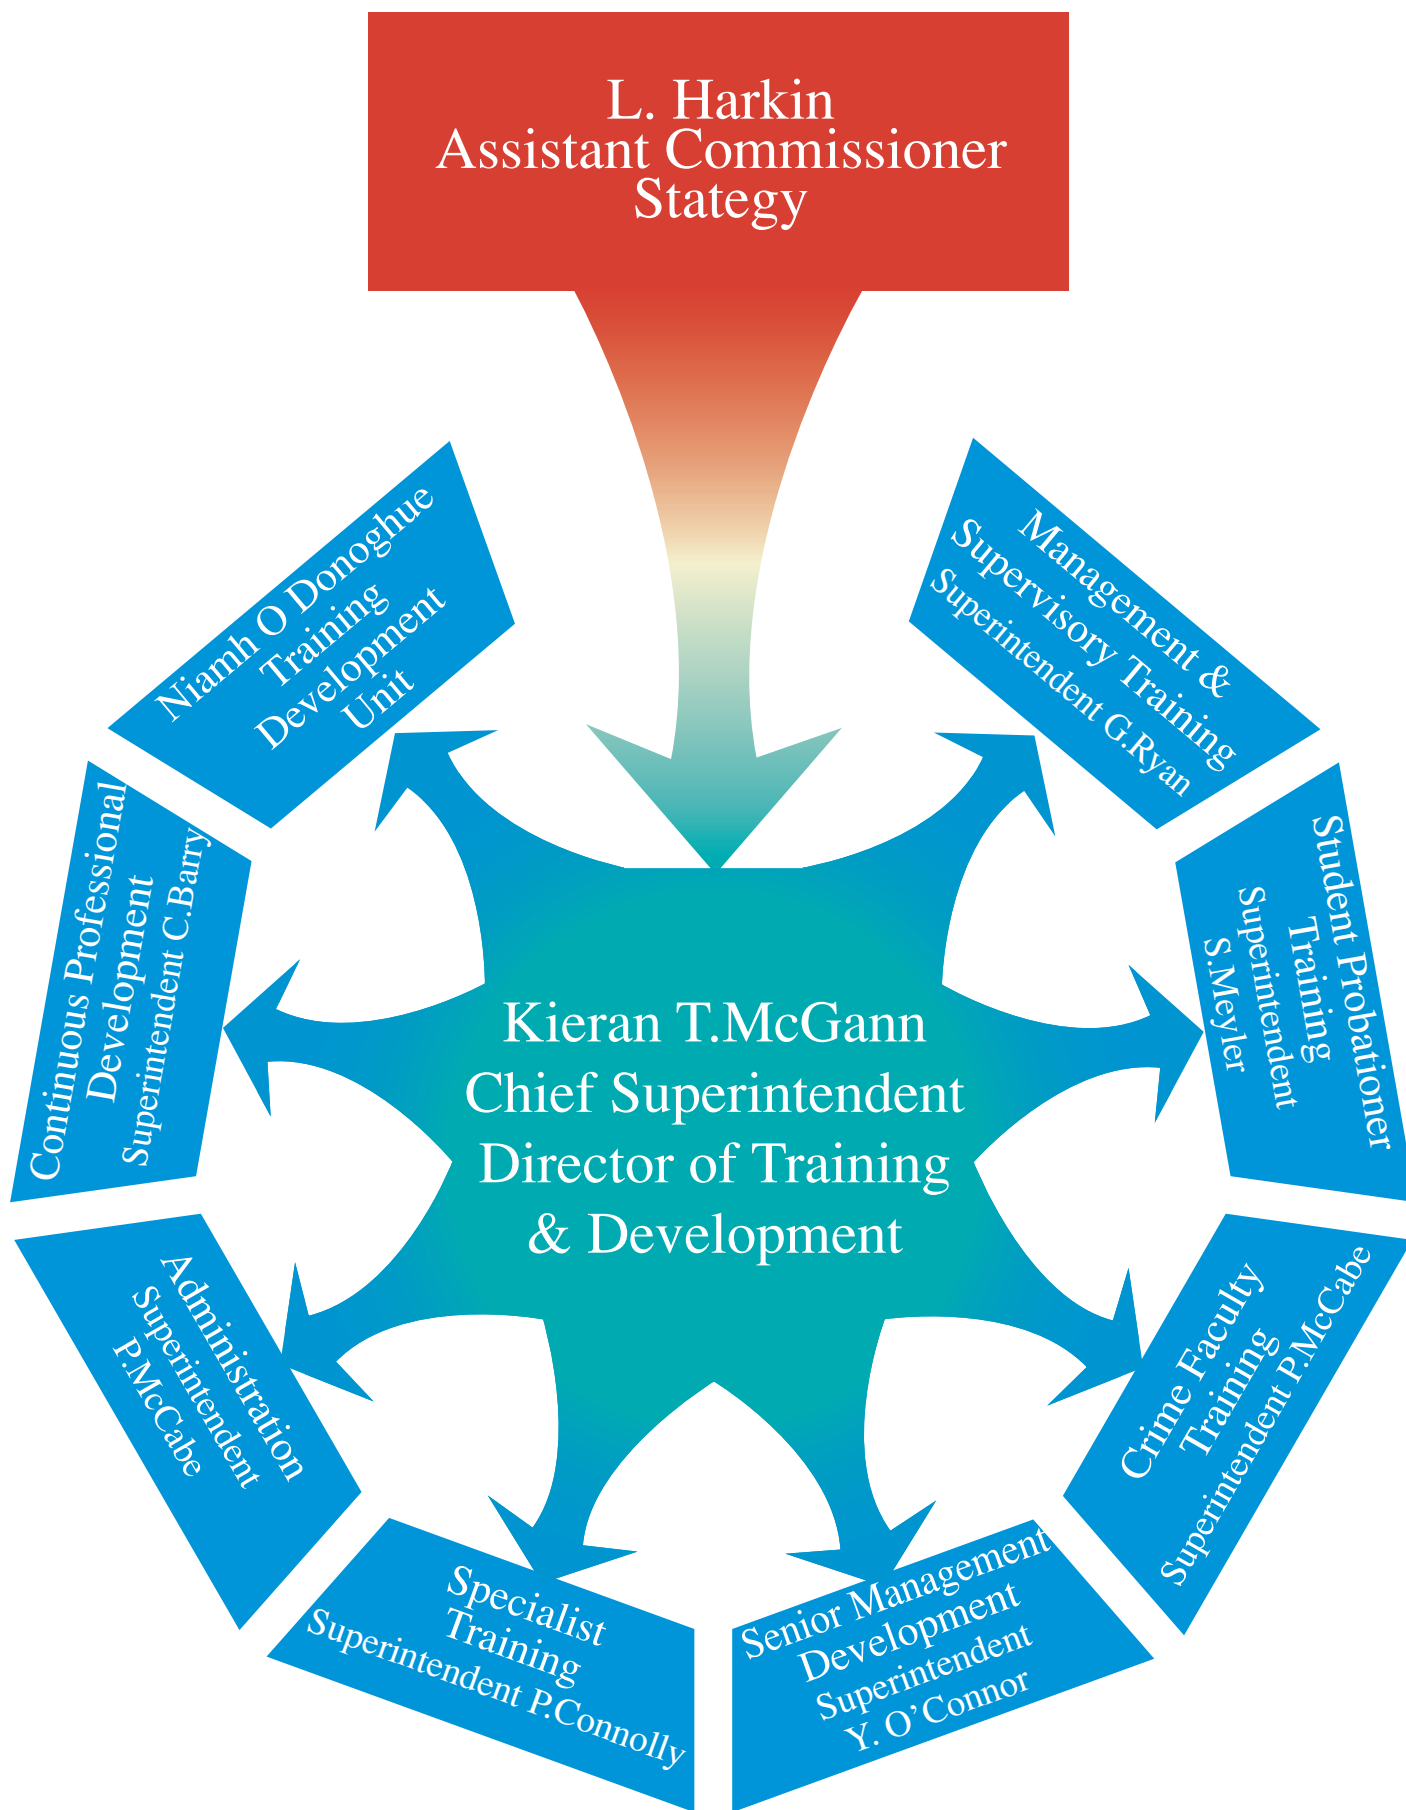 L. Harkin
Assistant Commissioner
Stategy
Niamh O Donoghue
Training
Development
Unit
Management &
Supervisory Training
Superintendent G.Ryan
Continuous Professional
Development
Superintendent C.Barry
Student Probationer
Training
Superintendent
S.Meyler
Kieran T.McGann
Chief Superintendent
Director of Training
& Development
Administration
Superintendent
P.McCabe
Crime Faculty
Training
Superintendent P.McCabe
Specialist
Training
Superintendent P.Connolly
Senior Management
Development
Superintendent
Y. O’Connor